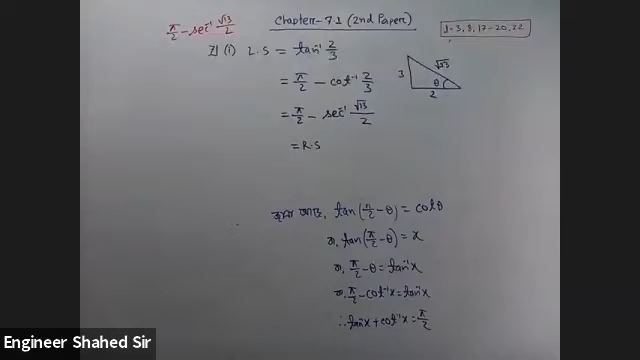 π/2 − sec⁻¹ √13/2
Chapter-7.1 (2nd Paper)
1-3, 8, 17-20, 22
(i) L.S = tan⁻¹ 2/3
= π/2 − cot⁻¹ 2/3
= π/2 − sec⁻¹ √13/2
= R.S
3
√13
θ
2
tan(π/2 − θ) = cotθ
বা, tan(π/2 − θ) = x
বা, π/2 − θ = tan⁻¹x
বা, π/2 − cot⁻¹x = tan⁻¹x
∴ tan⁻¹x + cot⁻¹x = π/2
Engineer Shahed Sir